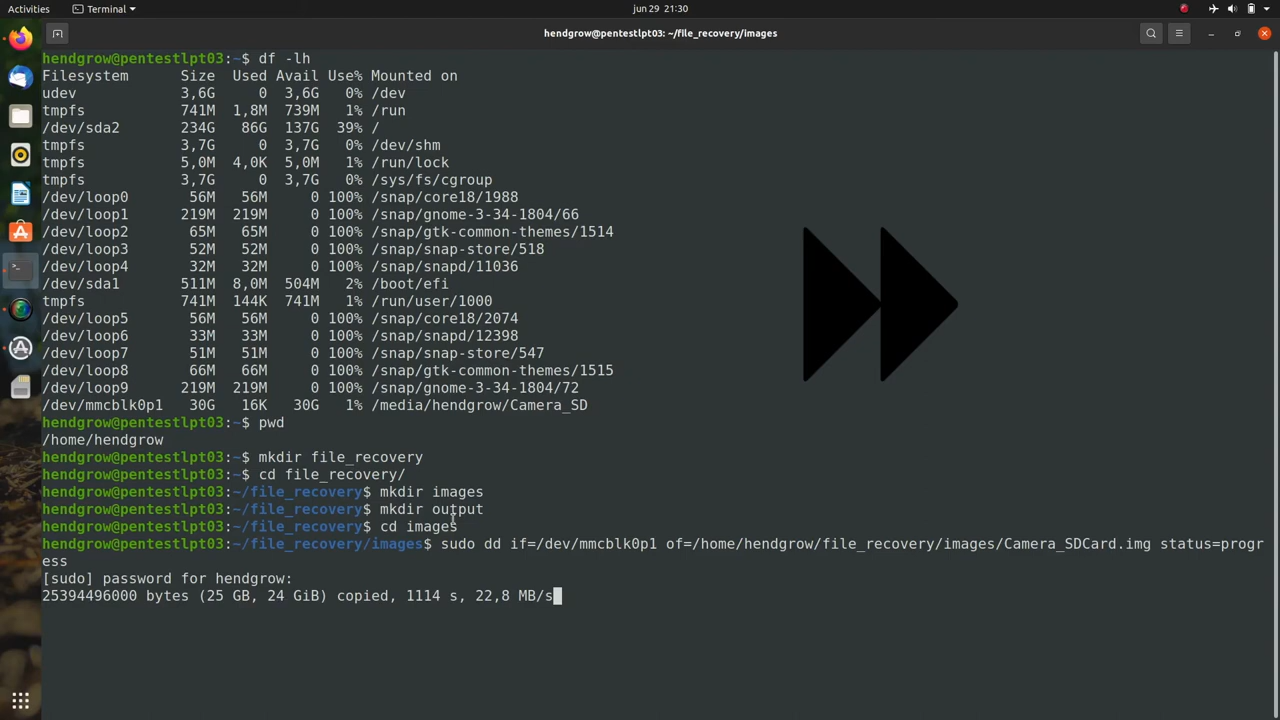 Activities
Terminal
jun 29 21:30
hendgrow@pentestlpt03: ~/file_recovery/images
hendgrow@pentestlpt03:~$ df -lh
Filesystem Size Used Avail Use% Mounted on
udev 3,6G 0 3,6G 0% /dev
tmpfs 741M 1,8M 739M 1% /run
/dev/sda2 234G 86G 137G 39% /
tmpfs 3,7G 0 3,7G 0% /dev/shm
tmpfs 5,0M 4,0K 5,0M 1% /run/lock
tmpfs 3,7G 0 3,7G 0% /sys/fs/cgroup
/dev/loop0 56M 56M 0 100% /snap/core18/1988
/dev/loop1 219M 219M 0 100% /snap/gnome-3-34-1804/66
/dev/loop2 65M 65M 0 100% /snap/gtk-common-themes/1514
/dev/loop3 52M 52M 0 100% /snap/snap-store/518
/dev/loop4 32M 32M 0 100% /snap/snapd/11036
/dev/sda1 511M 8,0M 504M 2% /boot/efi
tmpfs 741M 144K 741M 1% /run/user/1000
/dev/loop5 56M 56M 0 100% /snap/core18/2074
/dev/loop6 33M 33M 0 100% /snap/snapd/12398
/dev/loop7 51M 51M 0 100% /snap/snap-store/547
/dev/loop8 66M 66M 0 100% /snap/gtk-common-themes/1515
/dev/loop9 219M 219M 0 100% /snap/gnome-3-34-1804/72
/dev/mmcblk0p1 30G 16K 30G 1% /media/hendgrow/Camera_SD
hendgrow@pentestlpt03:~$ pwd
/home/hendgrow
hendgrow@pentestlpt03:~$ mkdir file_recovery
hendgrow@pentestlpt03:~$ cd file_recovery/
hendgrow@pentestlpt03:~/file_recovery$ mkdir images
hendgrow@pentestlpt03:~/file_recovery$ mkdir output
hendgrow@pentestlpt03:~/file_recovery$ cd images
hendgrow@pentestlpt03:~/file_recovery/images$ sudo dd if=/dev/mmcblk0p1 of=/home/hendgrow/file_recovery/images/Camera_SDCard.img status=progr
ess
[sudo] password for hendgrow:
25394496000 bytes (25 GB, 24 GiB) copied, 1114 s, 22,8 MB/s